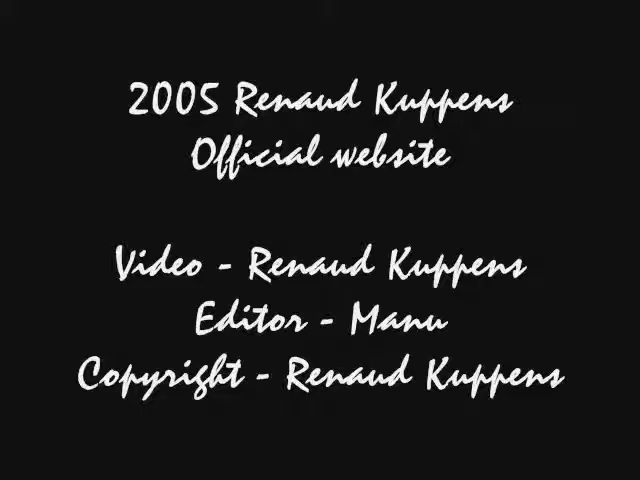 2005 Renaud Kuppens
Official website
Video - Renaud Kuppens
Editor - Manu
Copyright - Renaud Kuppens